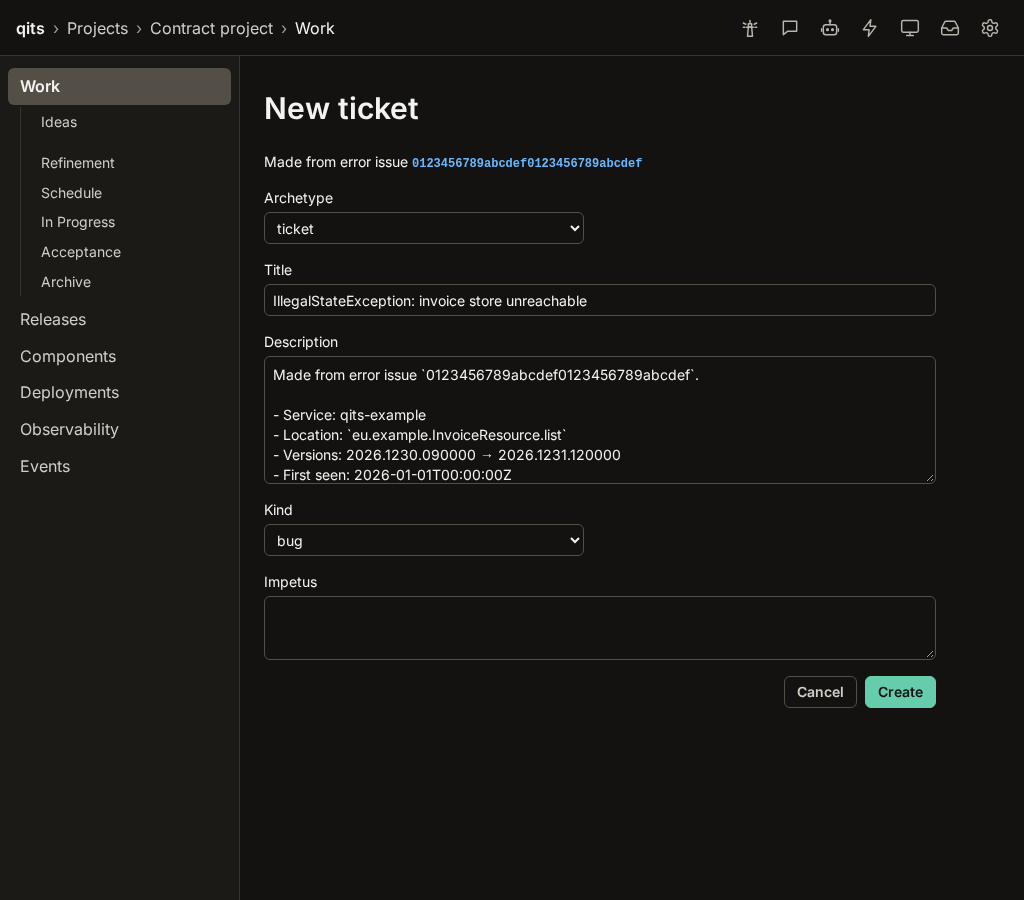 qits › Projects › Contract project › Work
Work
Ideas
Refinement
Schedule
In Progress
Acceptance
Archive
Releases
Components
Deployments
Observability
Events
New ticket
Made from error issue 0123456789abcdef0123456789abcdef
Archetype
ticket
Title
IllegalStateException: invoice store unreachable
Description
Made from error issue `0123456789abcdef0123456789abcdef`.
- Service: qits-example
- Location: `eu.example.InvoiceResource.list`
- Versions: 2026.1230.090000 → 2026.1231.120000
- First seen: 2026-01-01T00:00:00Z
Kind
bug
Impetus
Cancel
Create